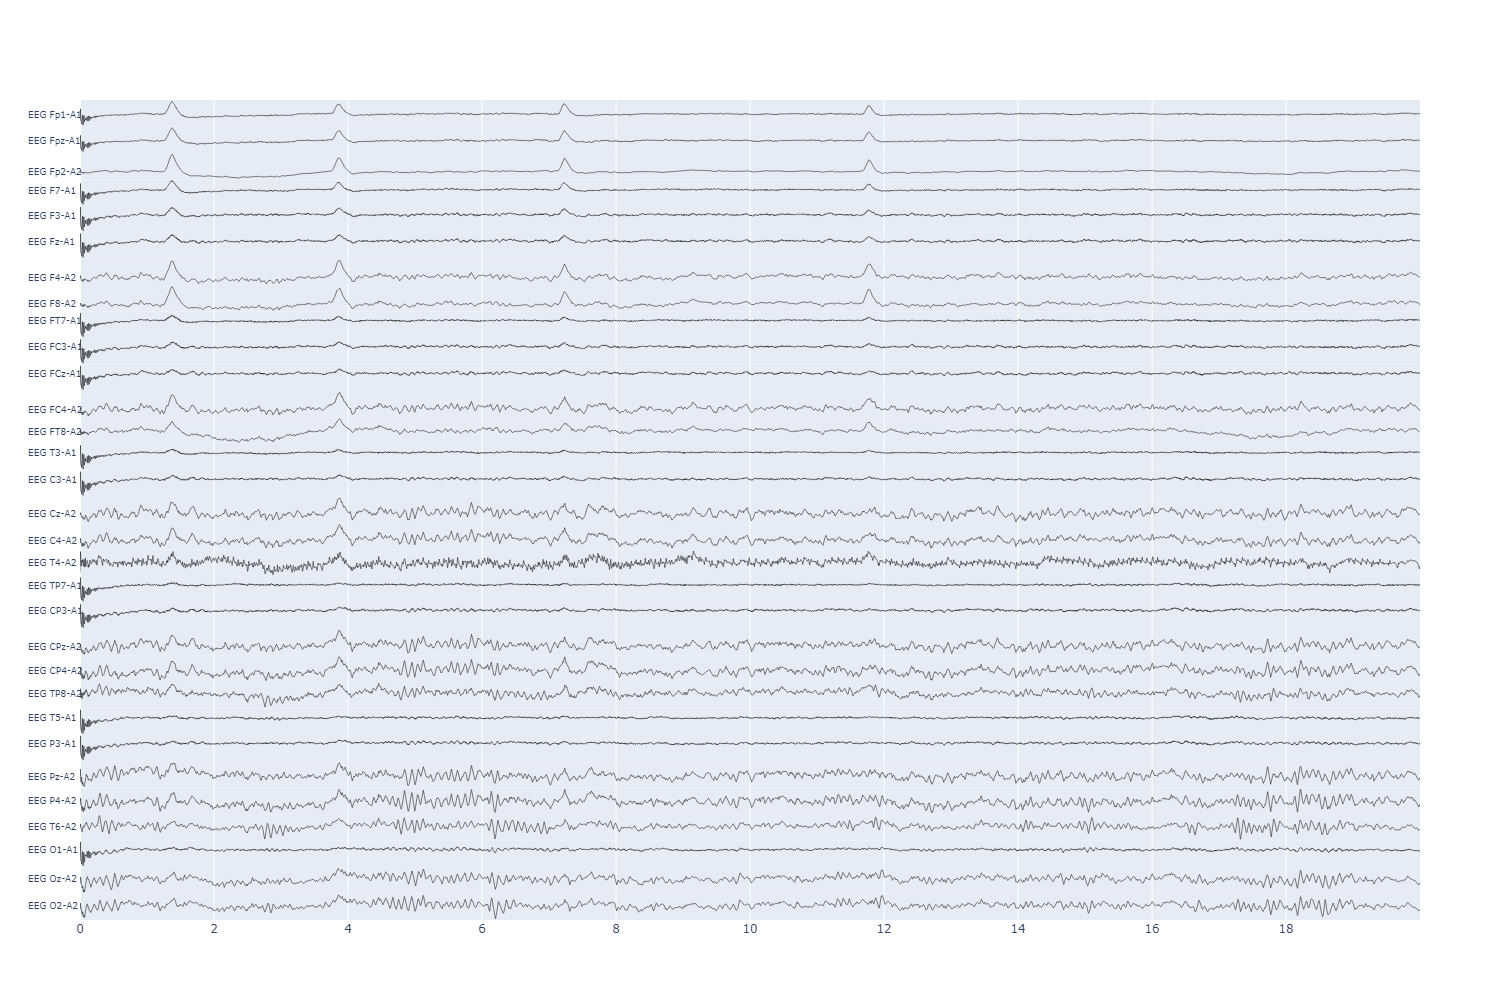 EEG Fp1-A1
EEG Fpz-A1
EEG Fp2-A2
EEG F7-A1
EEG F3-A1
EEG Fz-A1
EEG F4-A2
EEG F8-A2
EEG FT7-A1
EEG FC3-A1
EEG FCz-A1
EEG FC4-A2
EEG FT8-A2
EEG T3-A1
EEG C3-A1
EEG Cz-A2
EEG C4-A2
EEG T4-A2
EEG TP7-A1
EEG CP3-A1
EEG CPz-A2
EEG CP4-A2
EEG TP8-A2
EEG T5-A1
EEG P3-A1
EEG Pz-A2
EEG P4-A2
EEG T6-A2
EEG O1-A1
EEG Oz-A2
EEG O2-A2
0 2 4 6 8 10 12 14 16 18